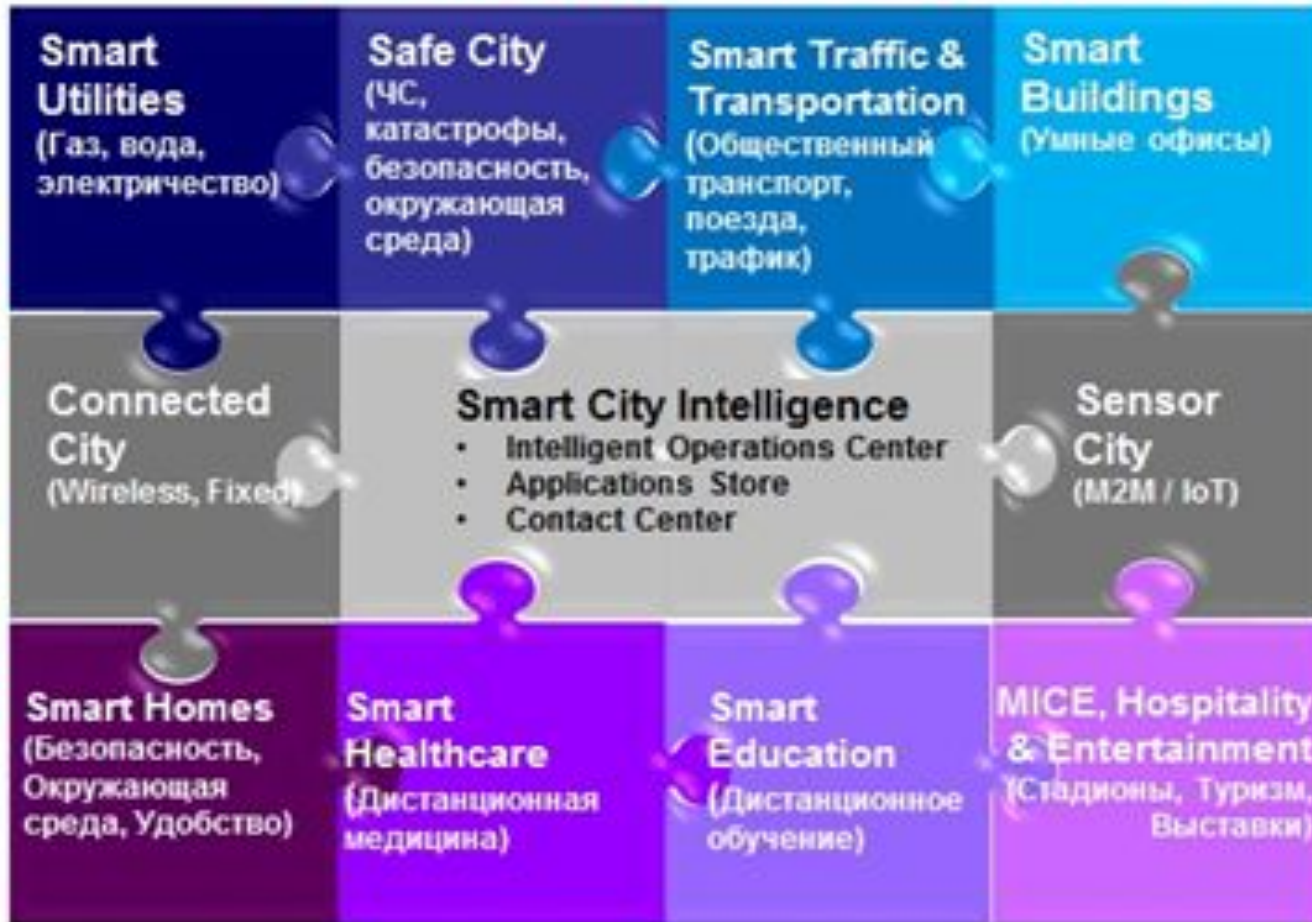 Smart
Utilities
(Газ, вода,
электричество)
Safe City
(ЧС,
катастрофы,
безопасность,
окружающая
среда)
Smart Traffic &
Transportation
(Общественный
транспорт,
поезда,
трафик)
Smart
Buildings
(Умные офисы)
Connected
City
(Wireless, Fixed)
Smart City Intelligence
• Intelligent Operations Center
• Applications Store
• Contact Center
Sensor
City
(M2M / IoT)
Smart Homes
(Безопасность,
Окружающая
среда, Удобство)
Smart
Healthcare
(Дистанционная
медицина)
Smart
Education
(Дистанционное
обучение)
MICE, Hospitality
& Entertainment
(Стадионы, Туризм,
Выставки)